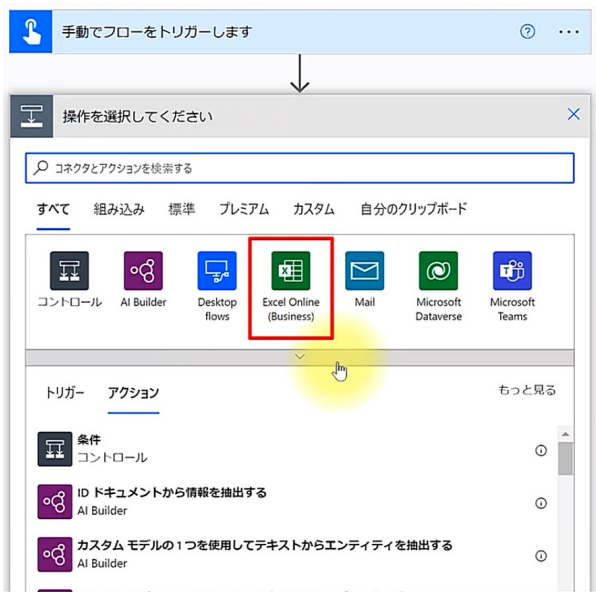 手動でフローをトリガーします
操作を選択してください
コネクタとアクションを検索する
すべて 組み込み 標準 プレミアム カスタム 自分のクリップボード
コントロール AI Builder Desktop flows Excel Online (Business) Mail Microsoft Dataverse Microsoft Teams
トリガー アクション もっと見る
条件
コントロール
ID ドキュメントから情報を抽出する
AI Builder
カスタム モデルの1つを使用してテキストからエンティティを抽出する
AI Builder